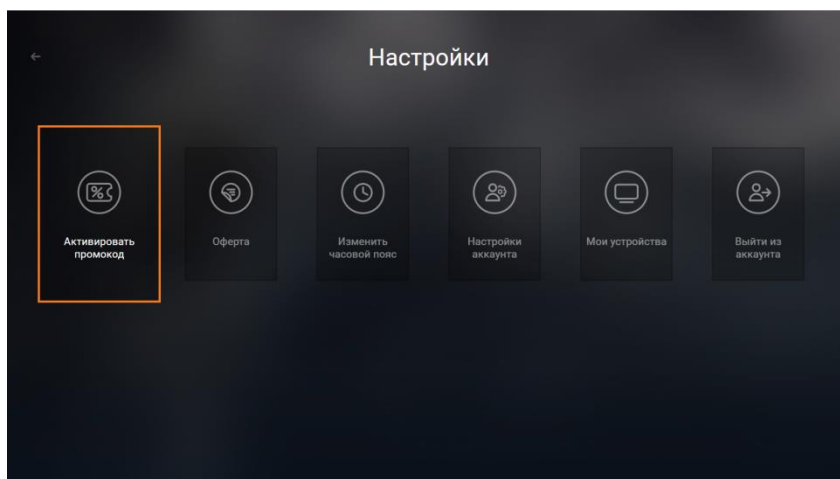 Настройки
Активировать
промокод
Оферта
Изменить
часовой пояс
Настройки
аккаунта
Мои устройства
Выйти из
аккаунта